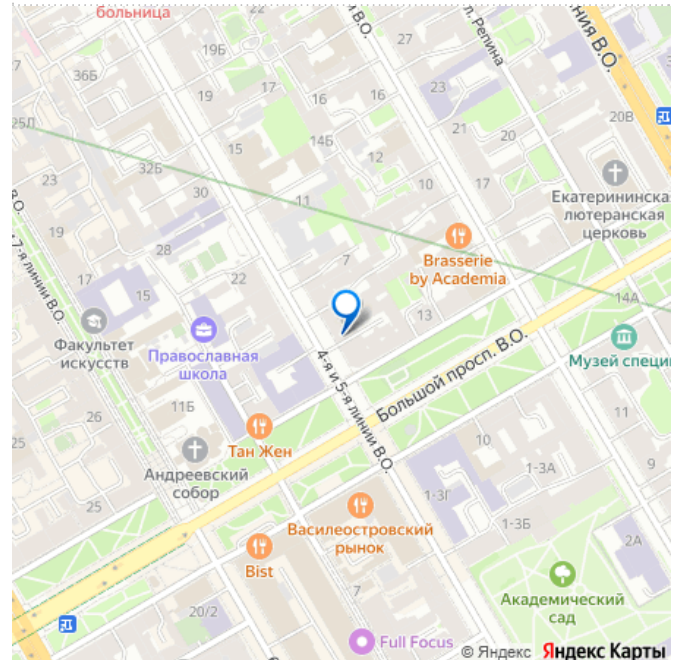 больница
22
22
19Б
27
36Б
19
16
23
л. Репина
ния В.О.
В.О.
20В
25Л
16
14Б
21
20
15
12
32Б
23
30
10
17
Екатерининска
лютеранская
церковь
11
В.О.
19
28
7
Brasserie
by Academia
17
15
22
13
14А
и 7-я линии В.О.
Факультет
искусств
Православная
школа
4-я и 5-я линии В.О.
Большой просп. В.О.
Музей специ
26
11Б
Тан Жен
10
11
9
25
Андреевский
собор
1-3А
25
1-3Г
Василеостровский
рынок
1-3Б
2А
Bist
7
Академический
сад
20/2
Full Focus
© Яндекс Яндекс Карты